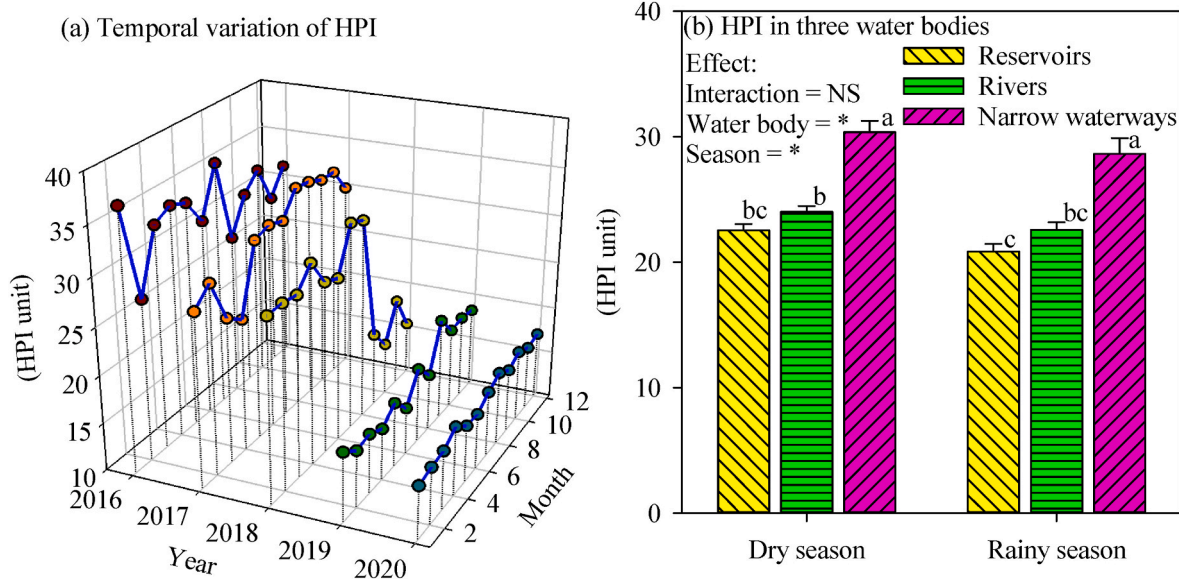 (a) Temporal variation of HPI
(HPI unit)
40
35
30
25
20
15
10
2016
2017
2018
2019
2020
Year
2
4
6
8
10
12
Month
(b) HPI in three water bodies
Effect:
Interaction = NS
Water body = *
Season = *
Reservoirs
Rivers
Narrow waterways
(HPI unit)
40
30
20
10
0
bc
b
a
c
bc
a
Dry season
Rainy season